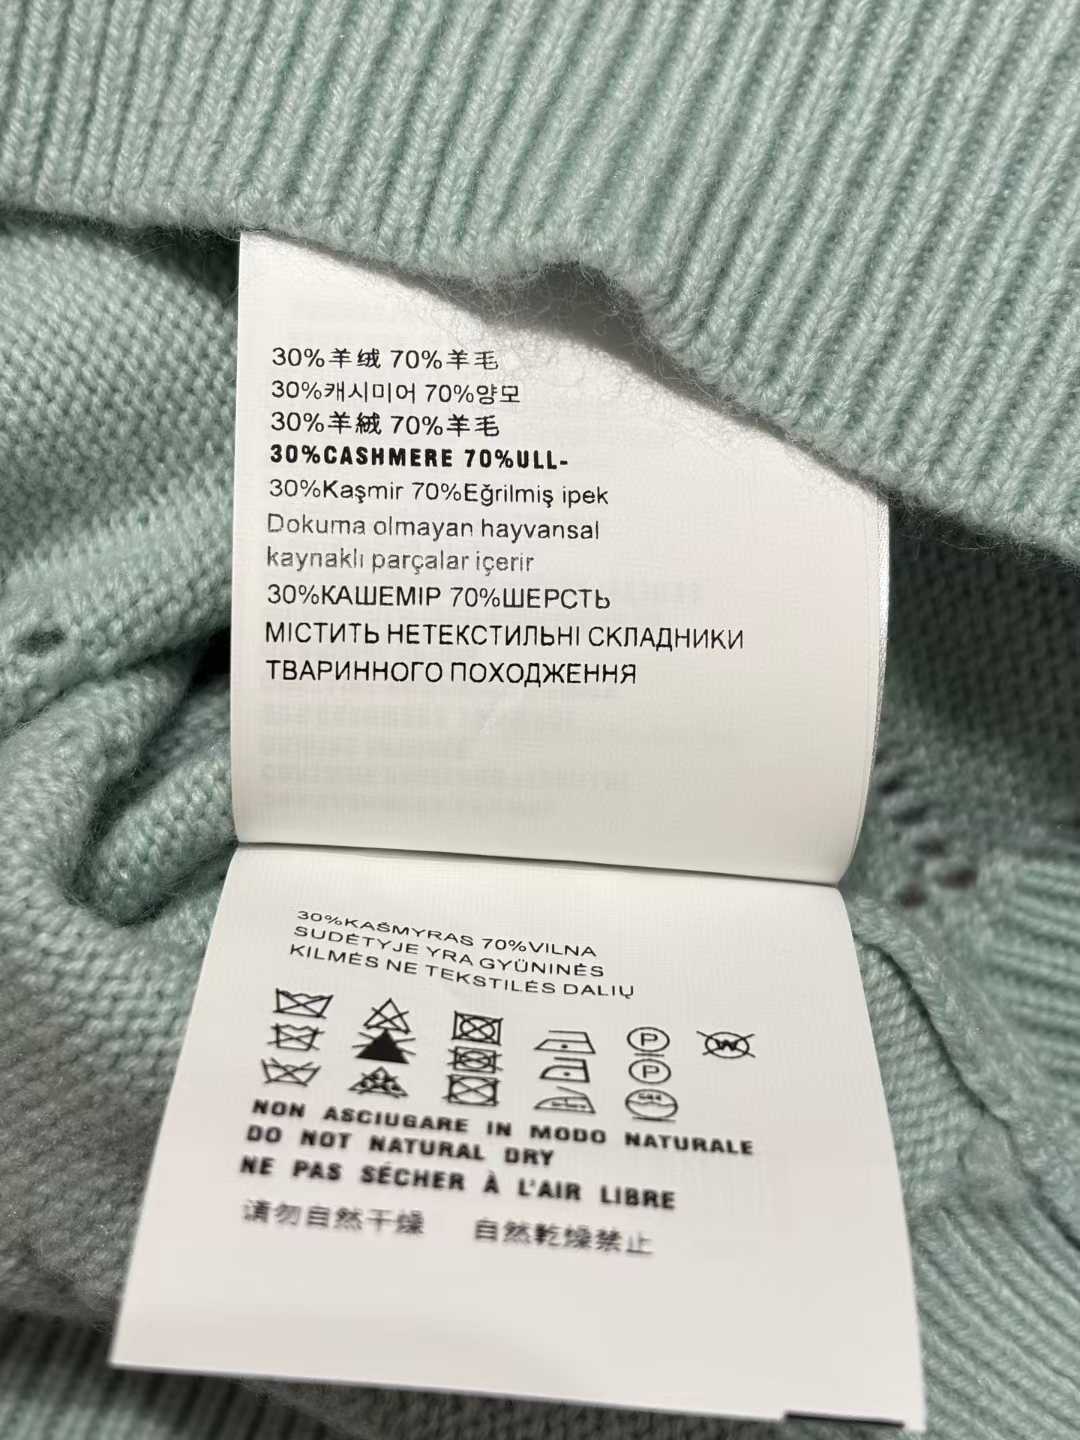 30%羊绒 70%羊毛
30%캐시미어 70%양모
30%羊絨 70%羊毛
30%CASHMERE 70%ULL-
30%Kaşmir 70%Eğrilmiş ipek
Dokuma olmayan hayvansal
kaynaklı parçalar içerir
30%КАШЕМІР 70%ШЕРСТЬ
МІСТИТЬ НЕТЕКСТИЛЬНІ СКЛАДНИКИ
ТВАРИННОГО ПОХОДЖЕННЯ
30%KAŠMYRAS 70%VILNA
SUDĖTYJE YRA GYŪNINĖS
KILMĖS NE TEKSTILĖS DALIŲ
P W
P
NON ASCIUGARE IN MODO NATURALE
DO NOT NATURAL DRY
NE PAS SÉCHER À L'AIR LIBRE
请勿自然干燥 自然乾燥禁止